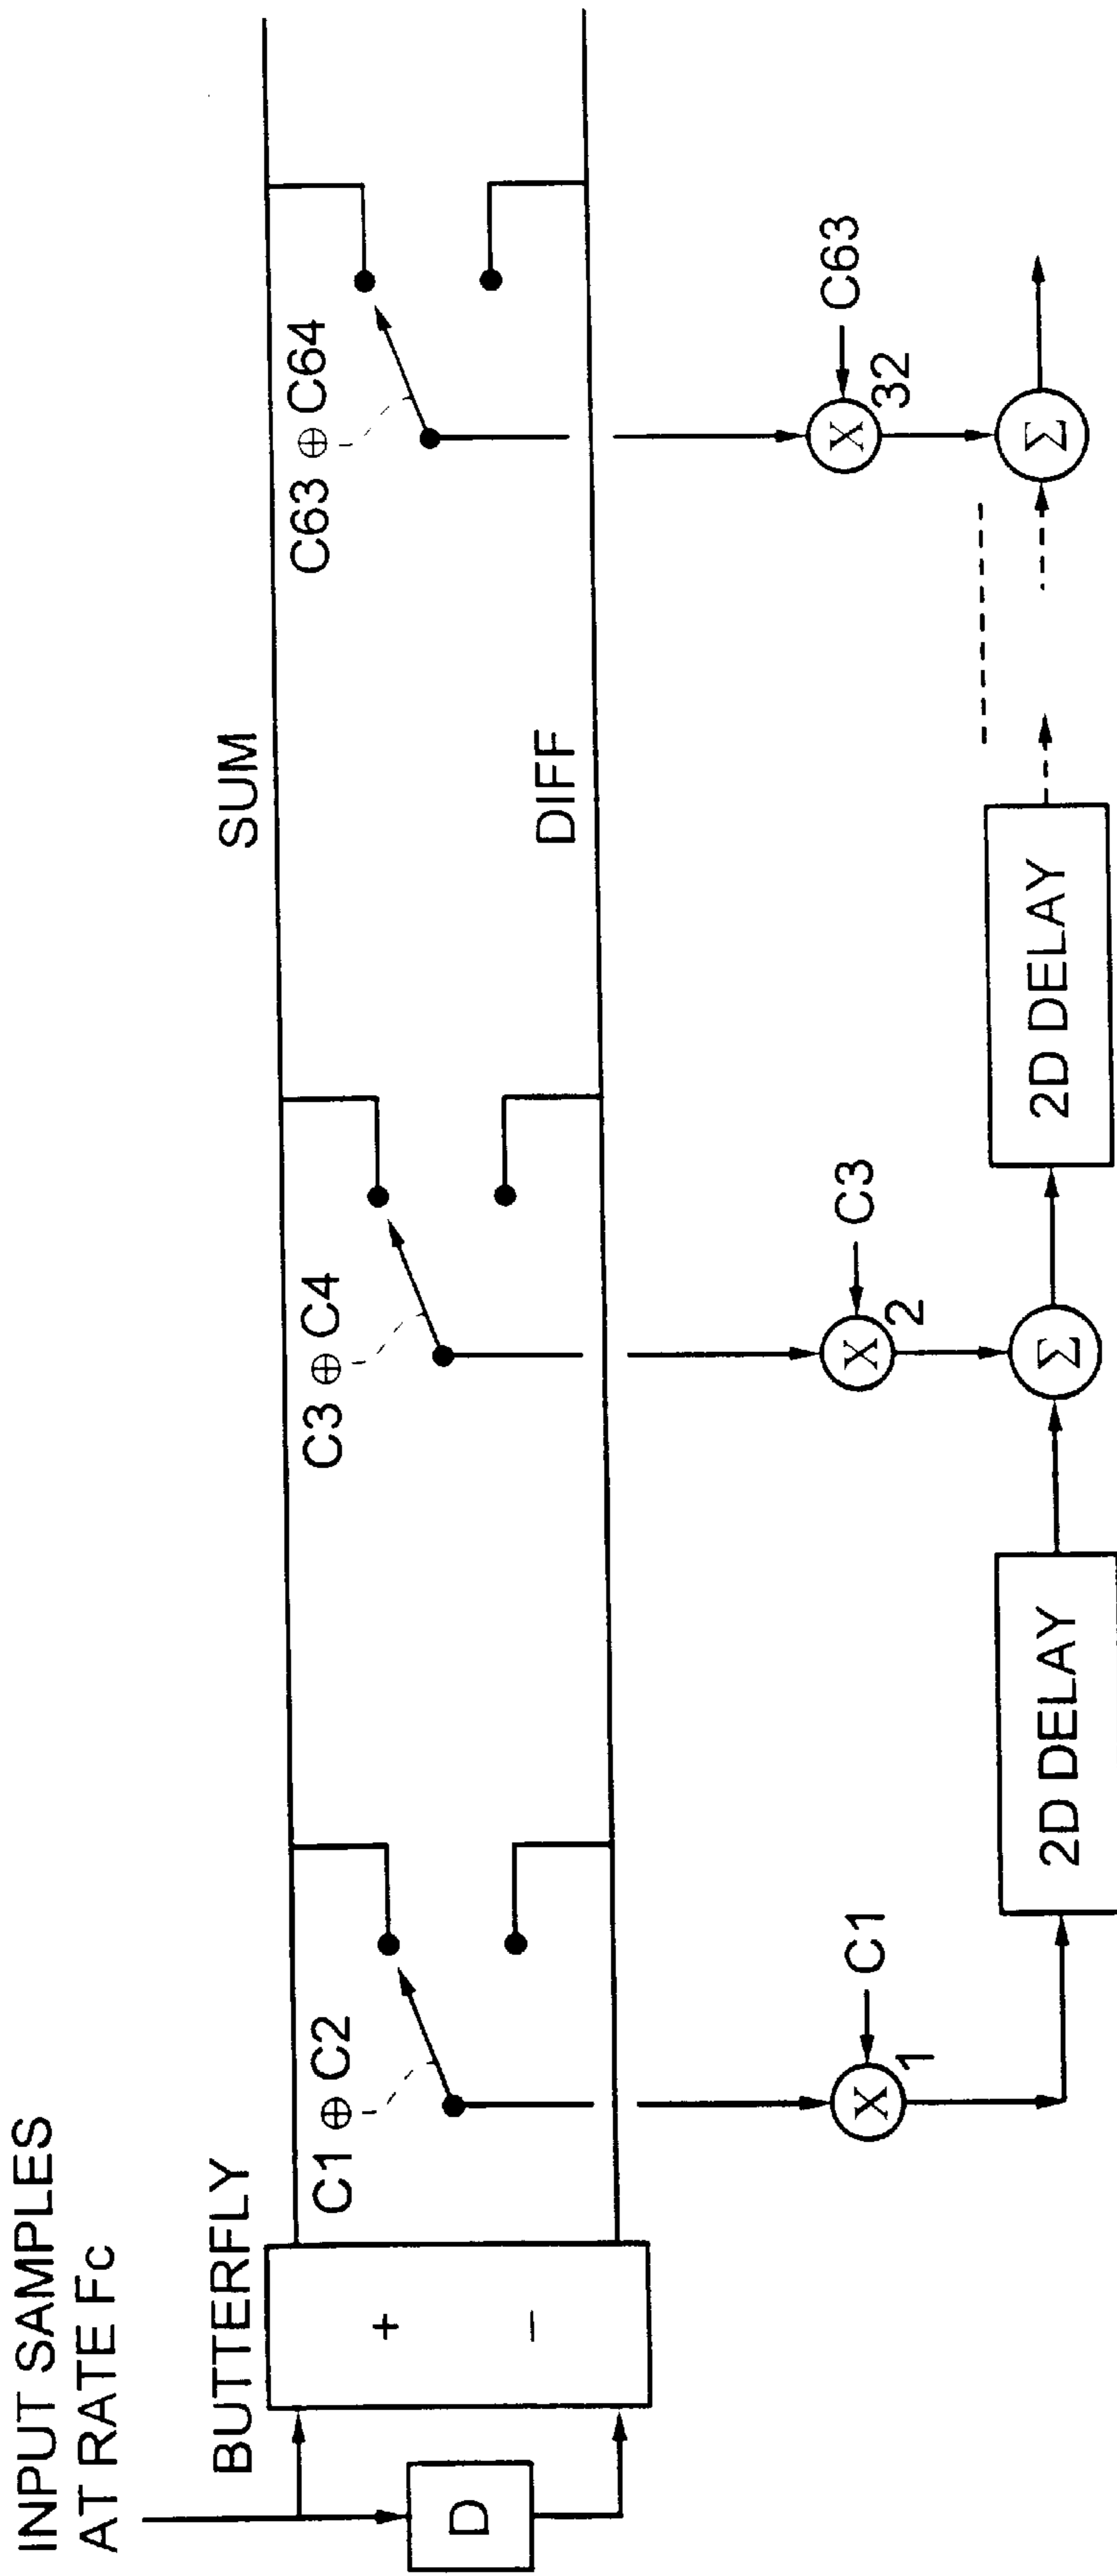 INPUT SAMPLES
AT RATE Fc
BUTTERFLY
D
+
−
SUM
DIFF
C1 ⊕ C2
C3 ⊕ C4
C63 ⊕ C64
X
1
C1
X
2
C3
X
32
C63
2D DELAY
Σ
2D DELAY
Σ